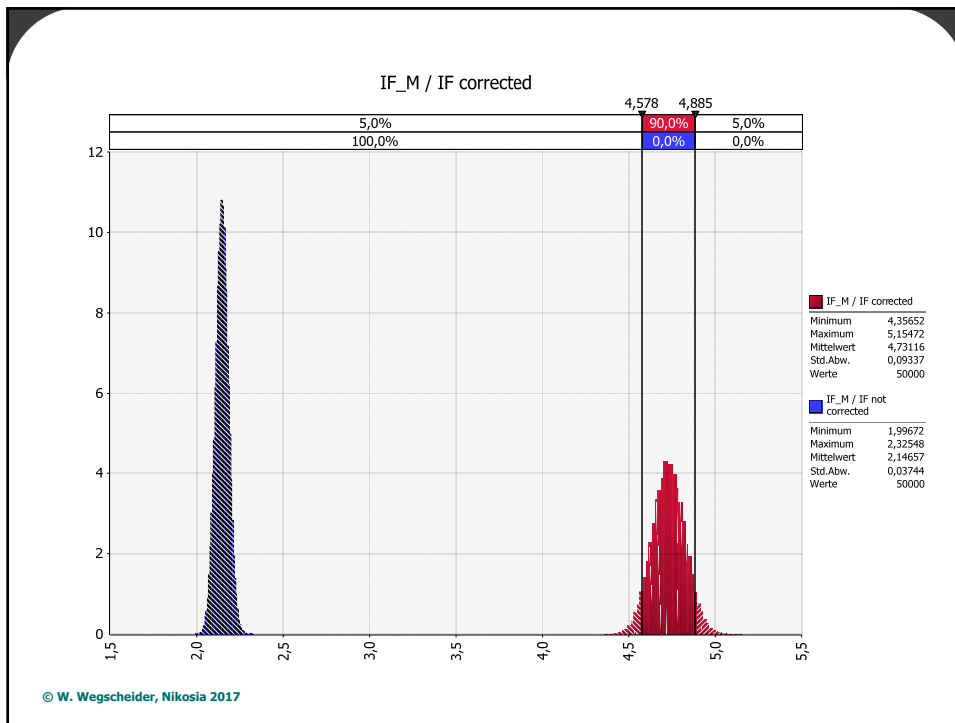 IF_M / IF corrected
4,578 4,885
5,0% 90,0% 5,0%
100,0% 0,0% 0,0%
12
10
8
6
4
2
0
1,5 2,0 2,5 3,0 3,5 4,0 4,5 5,0 5,5
IF_M / IF corrected
Minimum 4,35652
Maximum 5,15472
Mittelwert 4,73116
Std.Abw. 0,09337
Werte 50000
IF_M / IF not
corrected
Minimum 1,99672
Maximum 2,32548
Mittelwert 2,14657
Std.Abw. 0,03744
Werte 50000
© W. Wegscheider, Nikosia 2017